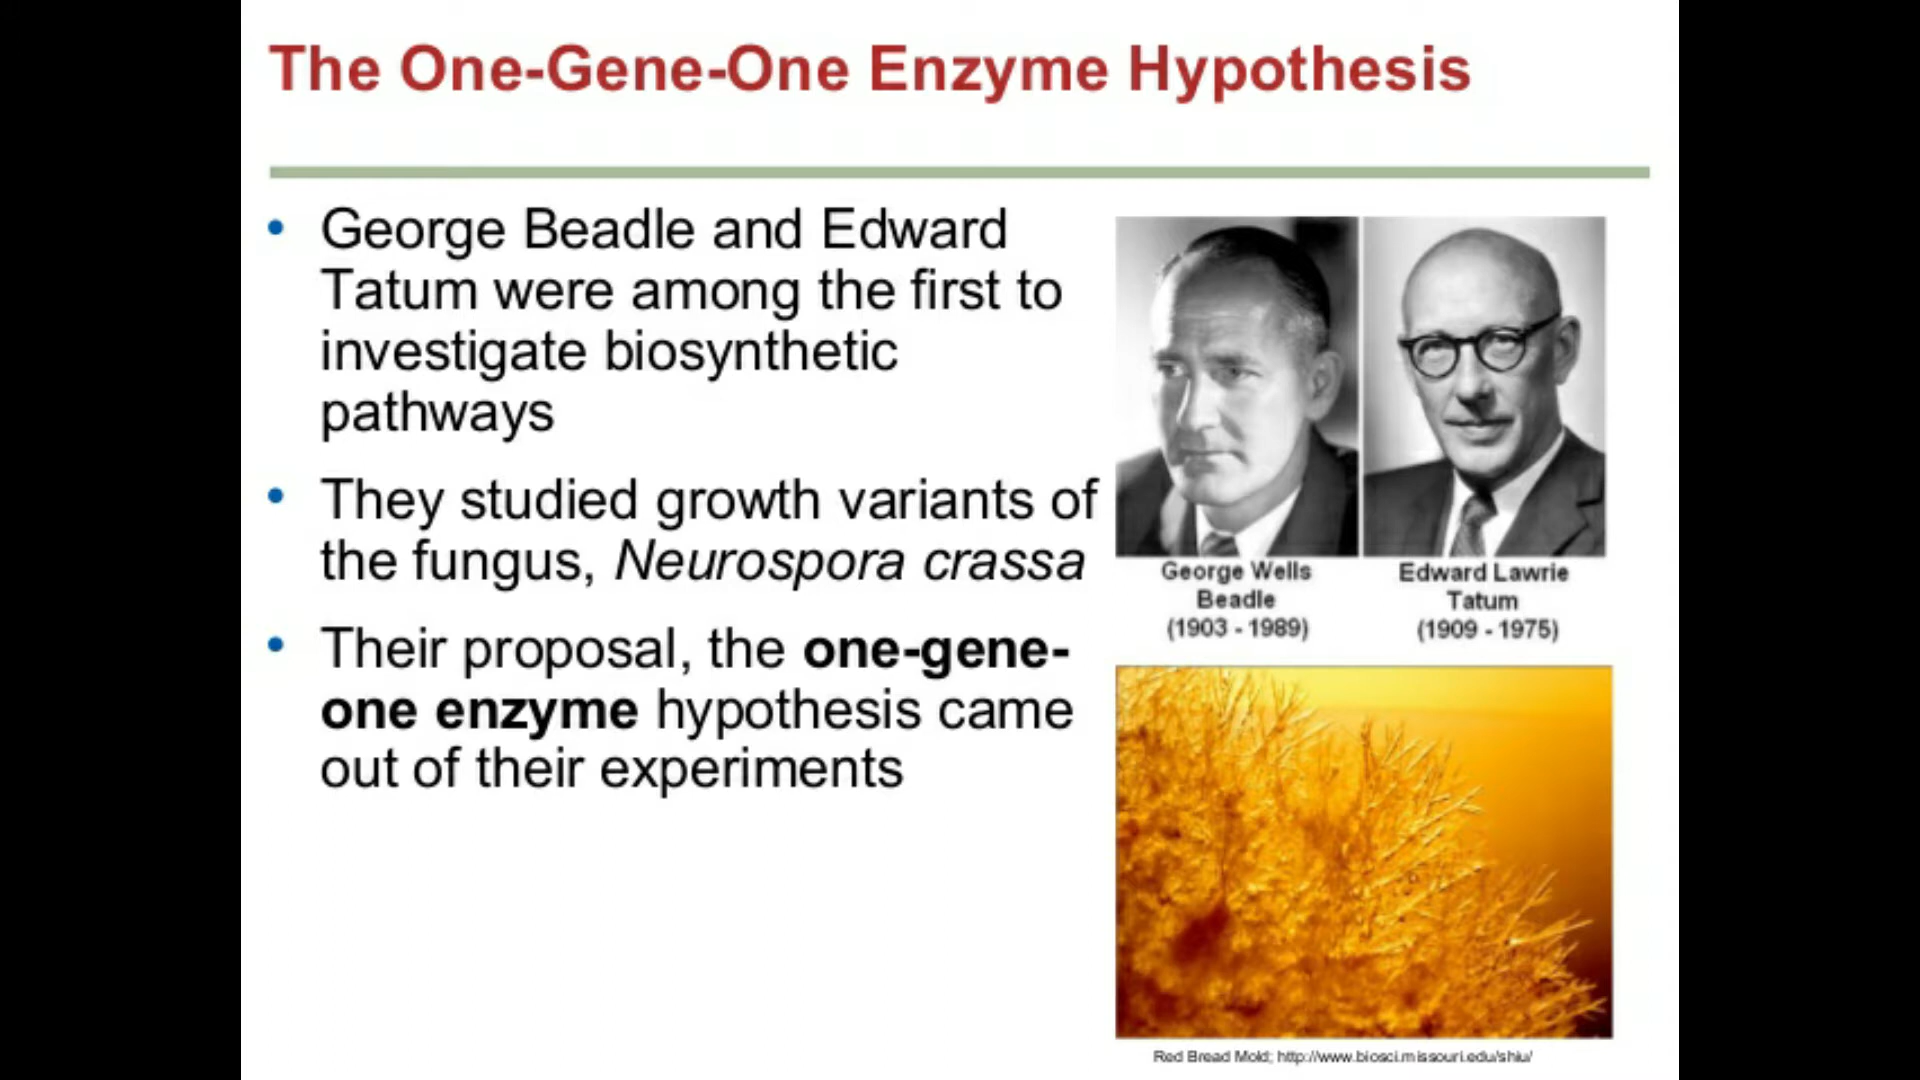 The One-Gene-One Enzyme Hypothesis
• George Beadle and Edward
Tatum were among the first to
investigate biosynthetic
pathways
• They studied growth variants of
the fungus, Neurospora crassa
• Their proposal, the one-gene-
one enzyme hypothesis came
out of their experiments
George Wells
Beadle
(1903 - 1989)
Edward Lawrie
Tatum
(1909 - 1975)
Red Bread Mold; http://www.biosci.missouri.edu/shiu/